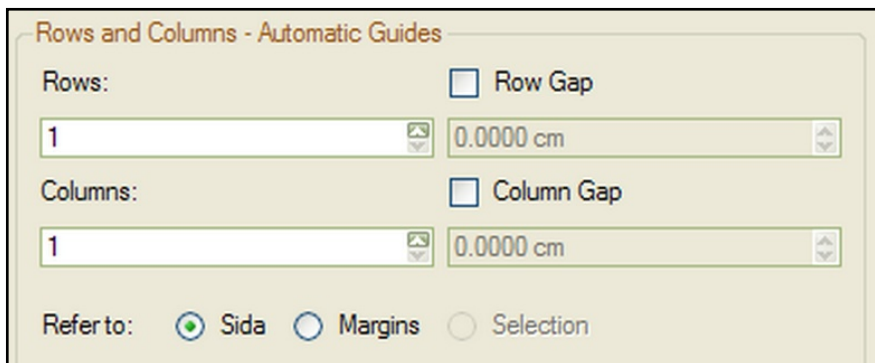 Rows and Columns - Automatic Guides
Rows: Row Gap
1 0.0000 cm
Columns: Column Gap
1 0.0000 cm
Refer to: Sida Margins Selection